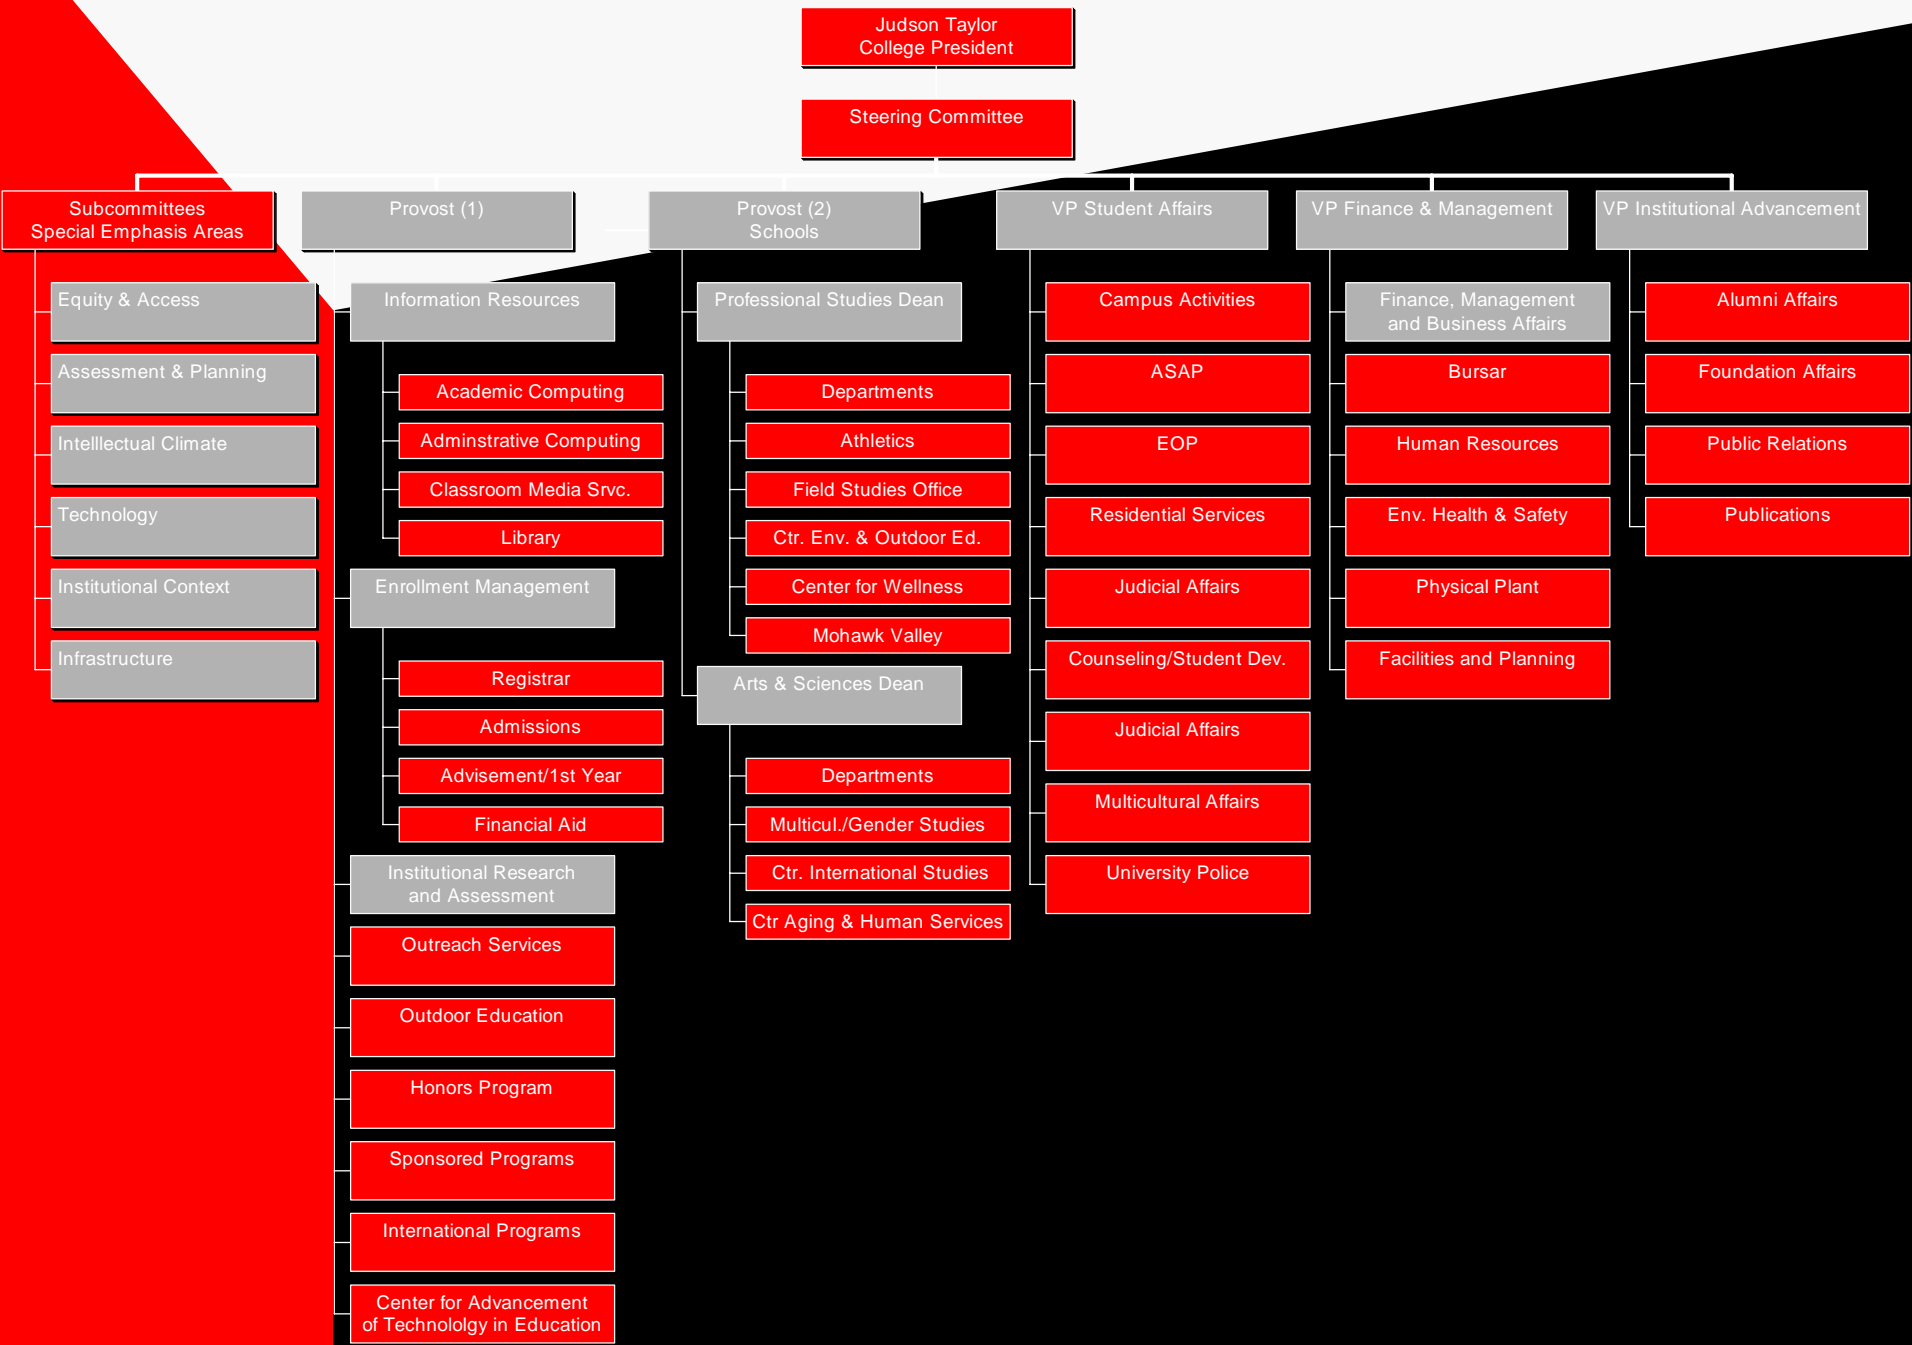 Judson Taylor
College President
Steering Committee
Subcommittees
Special Emphasis Areas
Equity & Access
Assessment & Planning
Intelllectual Climate
Technology
Institutional Context
Infrastructure
Provost (1)
Information Resources
Academic Computing
Adminstrative Computing
Classroom Media Srvc.
Library
Enrollment Management
Registrar
Admissions
Advisement/1st Year
Financial Aid
Institutional Research
and Assessment
Outreach Services
Outdoor Education
Honors Program
Sponsored Programs
International Programs
Center for Advancement
of Technololgy in Education
Provost (2)
Schools
Professional Studies Dean
Departments
Athletics
Field Studies Office
Ctr. Env. & Outdoor Ed.
Center for Wellness
Mohawk Valley
Arts & Sciences Dean
Departments
Multicul./Gender Studies
Ctr. International Studies
Ctr Aging & Human Services
VP Student Affairs
Campus Activities
ASAP
EOP
Residential Services
Judicial Affairs
Counseling/Student Dev.
Judicial Affairs
Multicultural Affairs
University Police
VP Finance & Management
Finance, Management
and Business Affairs
Bursar
Human Resources
Env. Health & Safety
Physical Plant
Facilities and Planning
VP Institutional Advancement
Alumni Affairs
Foundation Affairs
Public Relations
Publications